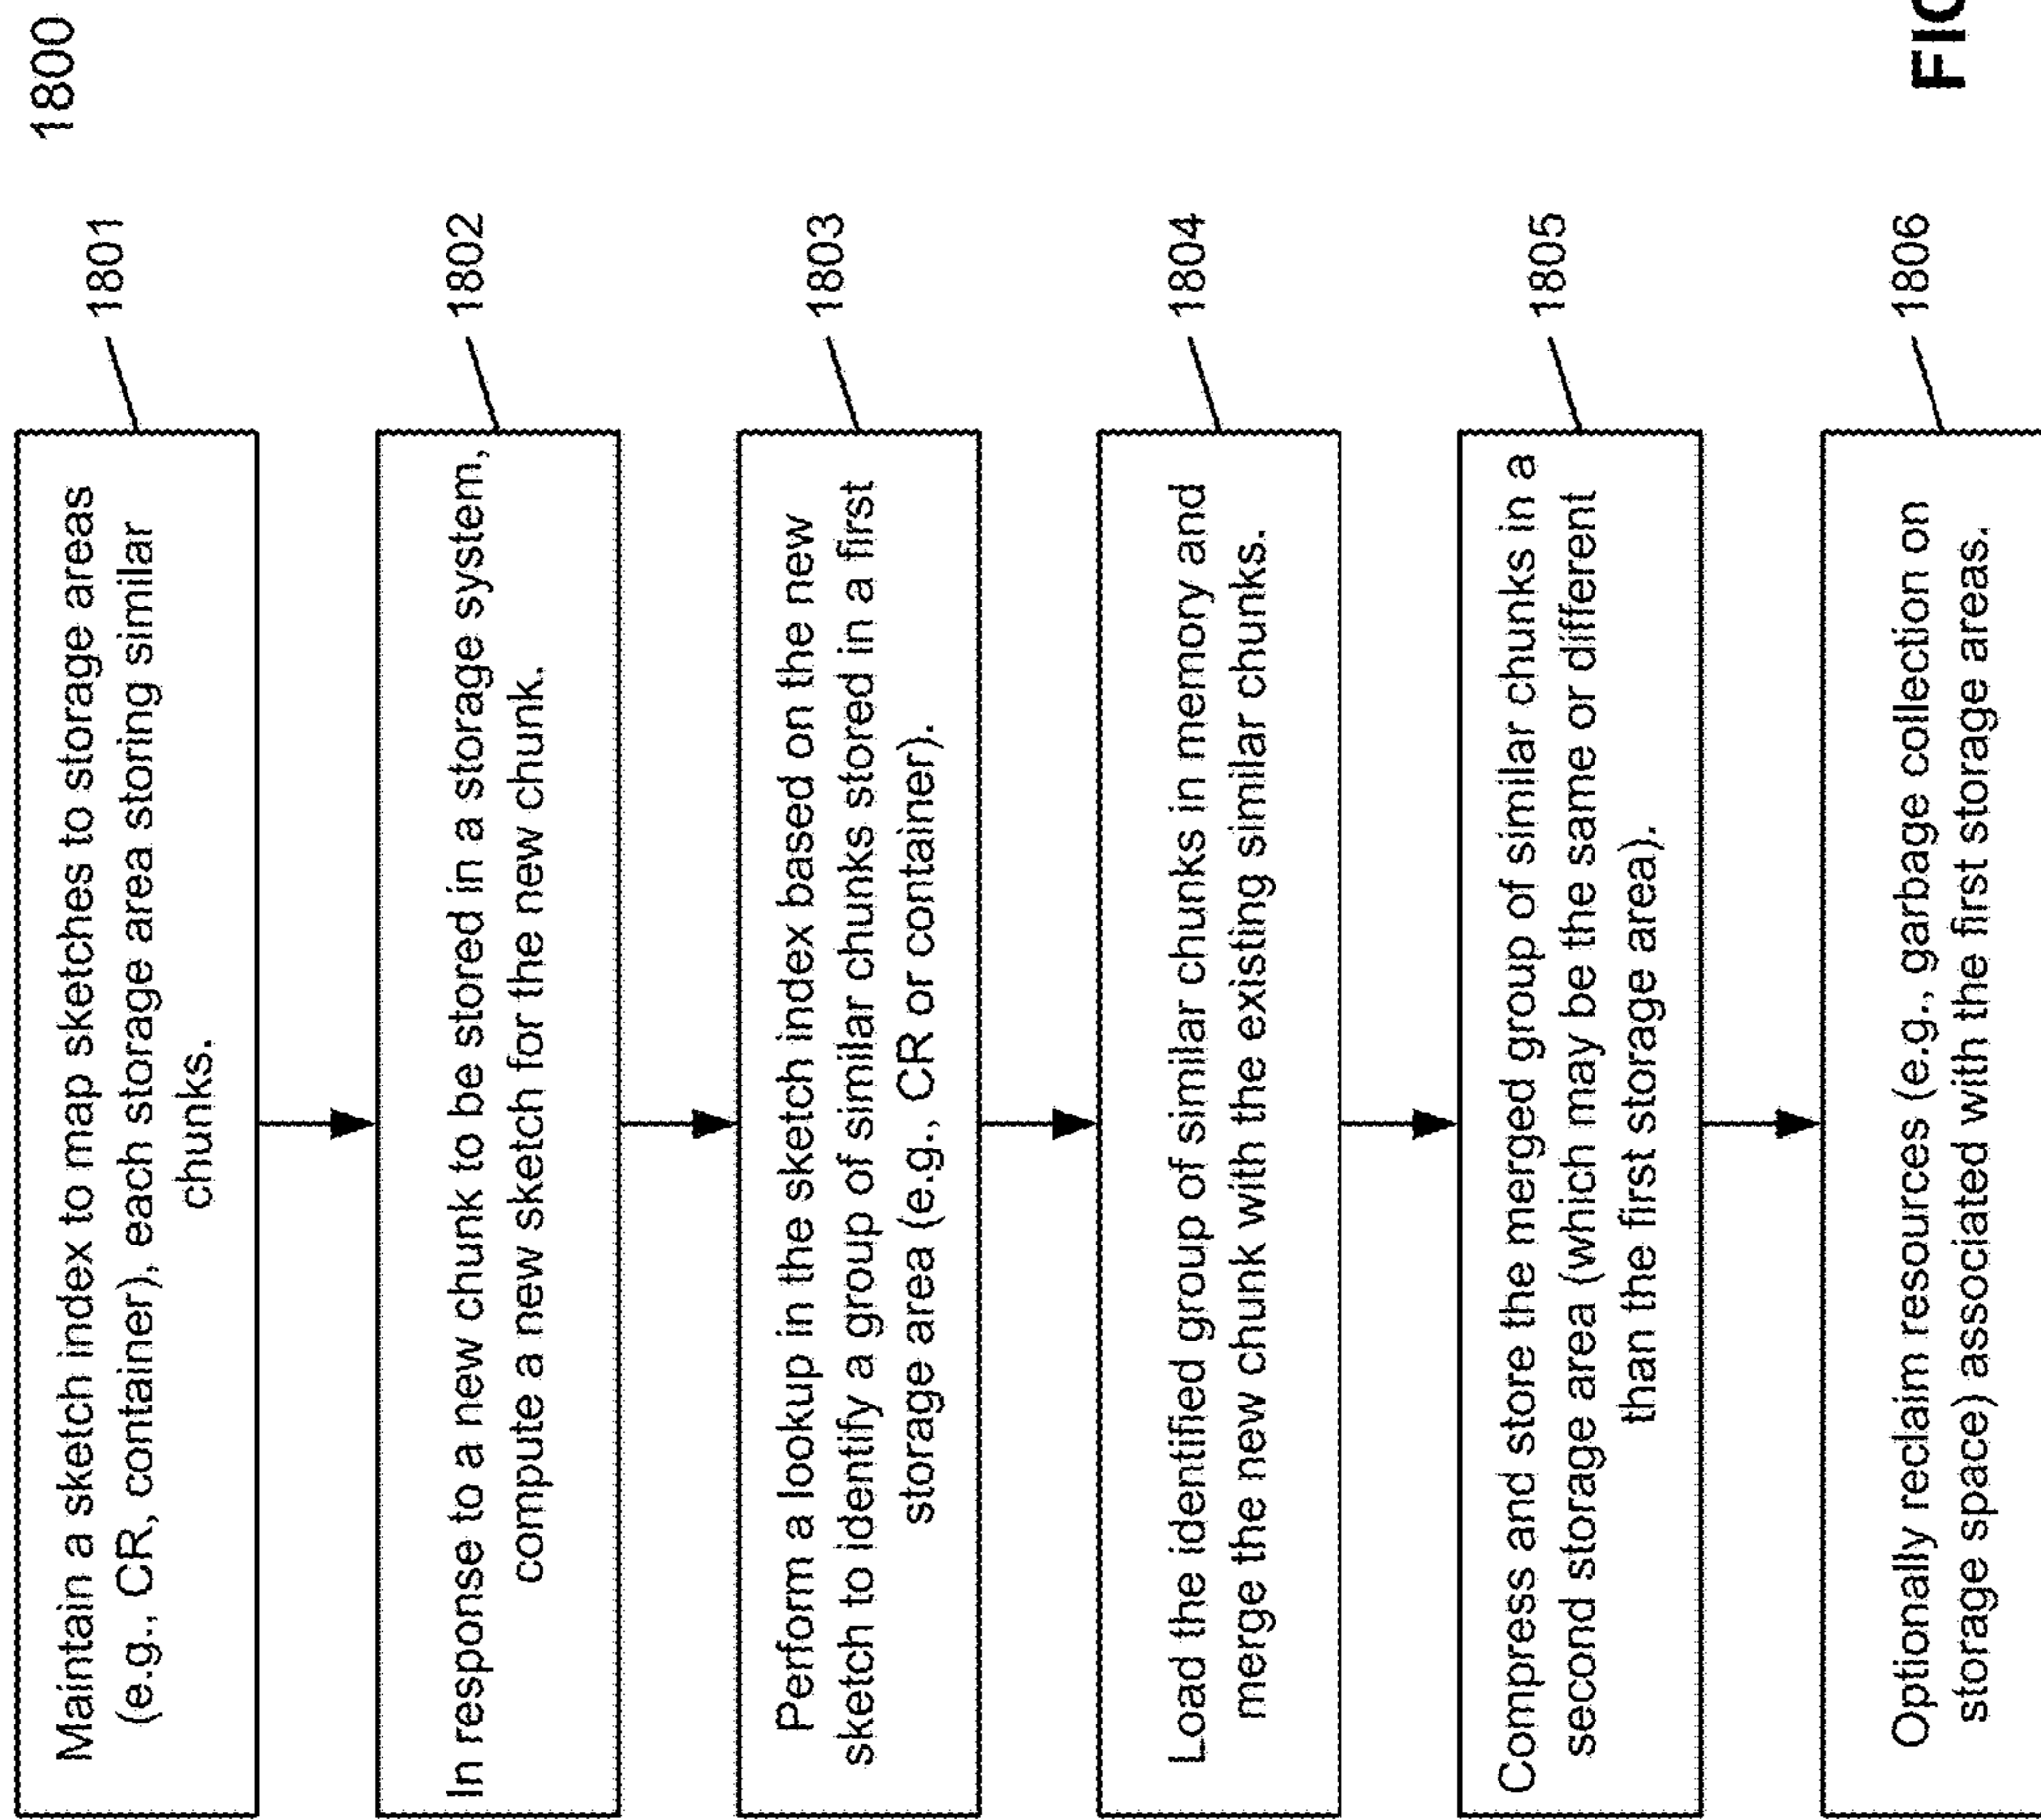 1800
Maintain a sketch index to map sketches to storage areas
(e.g., CR, container), each storage area storing similar
chunks.
1801
In response to a new chunk to be stored in a storage system,
compute a new sketch for the new chunk.
1802
Perform a lookup in the sketch index based on the new
sketch to identify a group of similar chunks stored in a first
storage area (e.g., CR or container).
1803
Load the identified group of similar chunks in memory and
merge the new chunk with the existing similar chunks.
1804
Compress and store the merged group of similar chunks in a
second storage area (which may be the same or different
than the first storage area).
1805
Optionally reclaim resources (e.g., garbage collection on
storage space) associated with the first storage areas.
1806